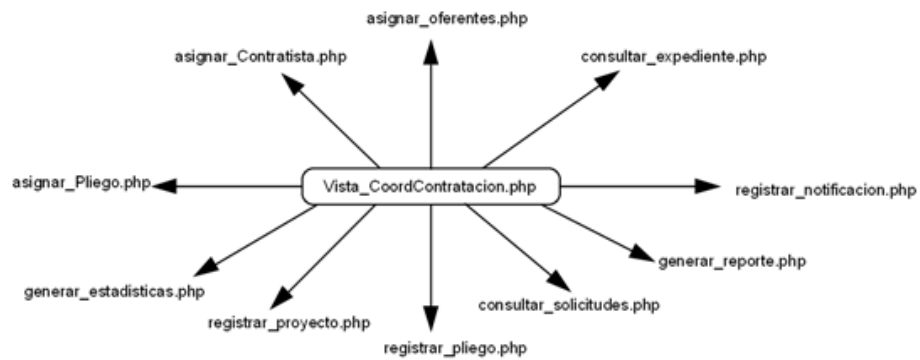 asignar_oferentes.php
asignar_Contratista.php
consultar_expediente.php
asignar_Pliego.php
Vista_CoordContratacion.php
registrar_notificacion.php
generar_reporte.php
generar_estadisticas.php
consultar_solicitudes.php
registrar_proyecto.php
registrar_pliego.php